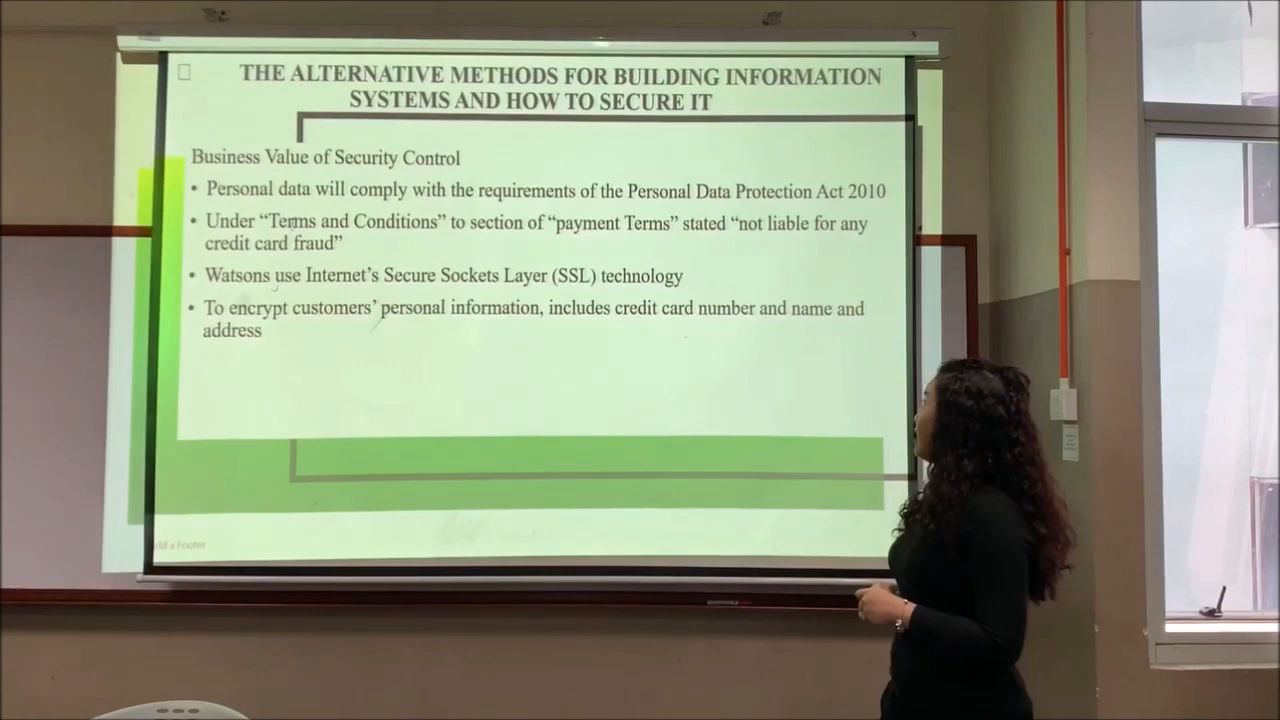 THE ALTERNATIVE METHODS FOR BUILDING INFORMATION
SYSTEMS AND HOW TO SECURE IT
Business Value of Security Control
• Personal data will comply with the requirements of the Personal Data Protection Act 2010
• Under “Terms and Conditions” to section of “payment Terms” stated “not liable for any
credit card fraud”
• Watsons use Internet’s Secure Sockets Layer (SSL) technology
• To encrypt customers’ personal information, includes credit card number and name and
address
dd a Footer